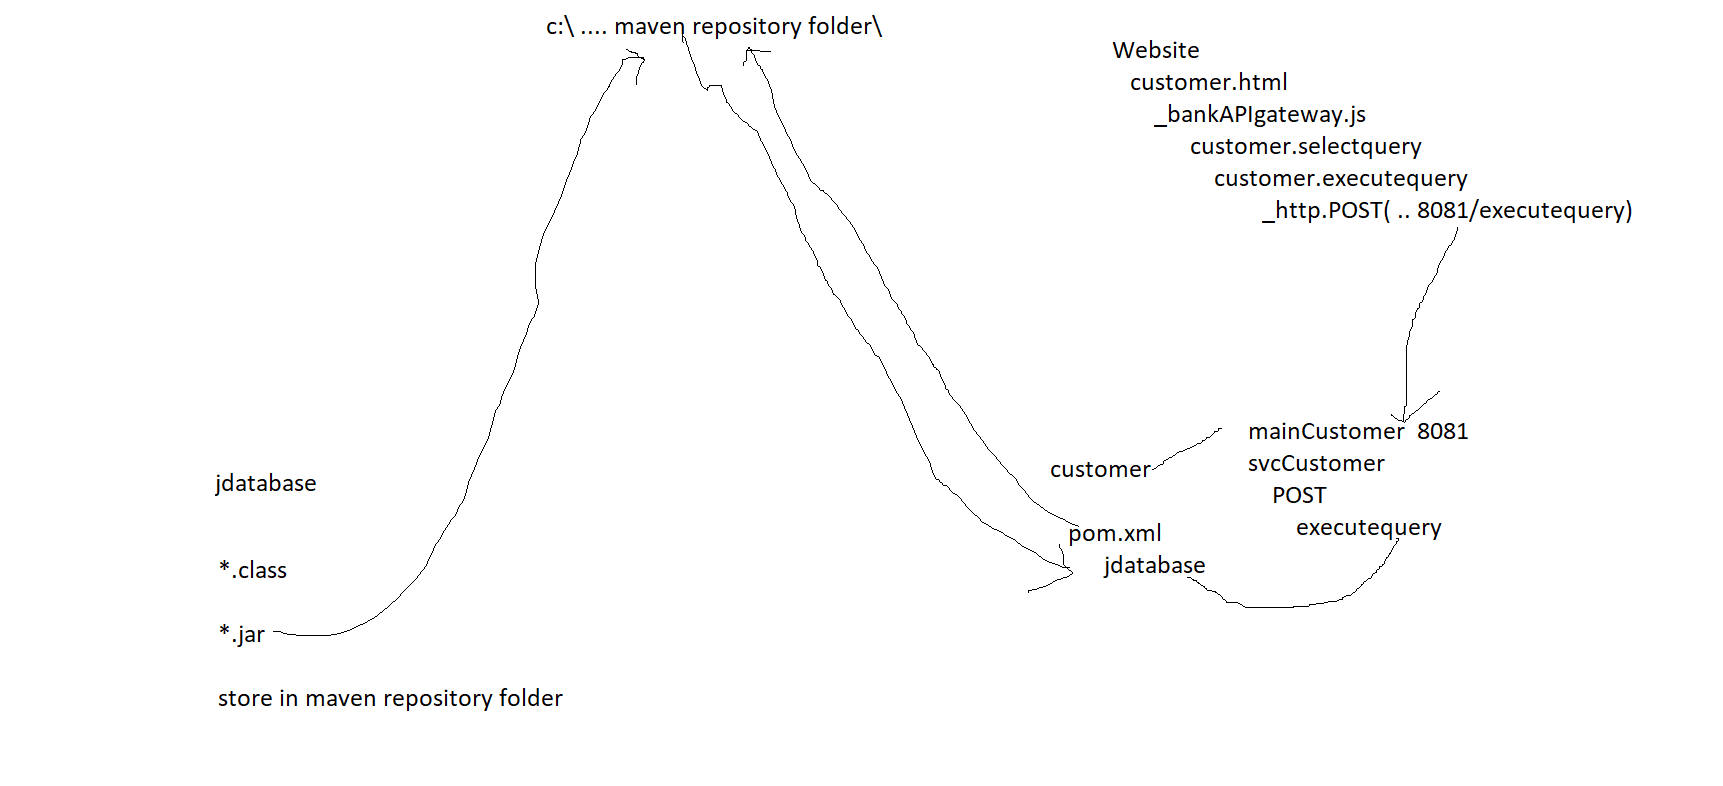 c:\ .... maven repository folder\
Website
customer.html
_bankAPIgateway.js
customer.selectquery
customer.executequery
_http.POST( .. 8081/executequery)
mainCustomer 8081
customer
svcCustomer
POST
executequery
pom.xml
jdatabase
jdatabase
*.class
*.jar
store in maven repository folder